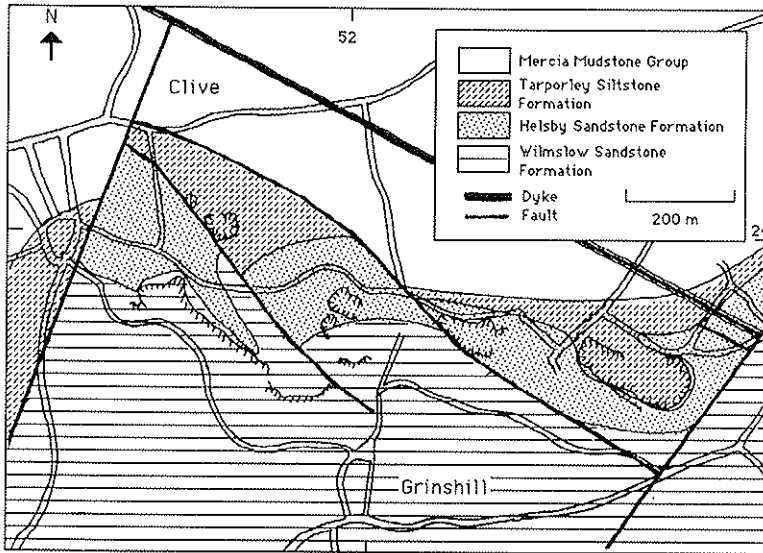 N
52
Clive
Mercia Mudstone Group
Tarporley Siltstone
Formation
Helsby Sandstone Formation
Wilmslow Sandstone
Formation
Dyke
Fault
200 m
Grinshill